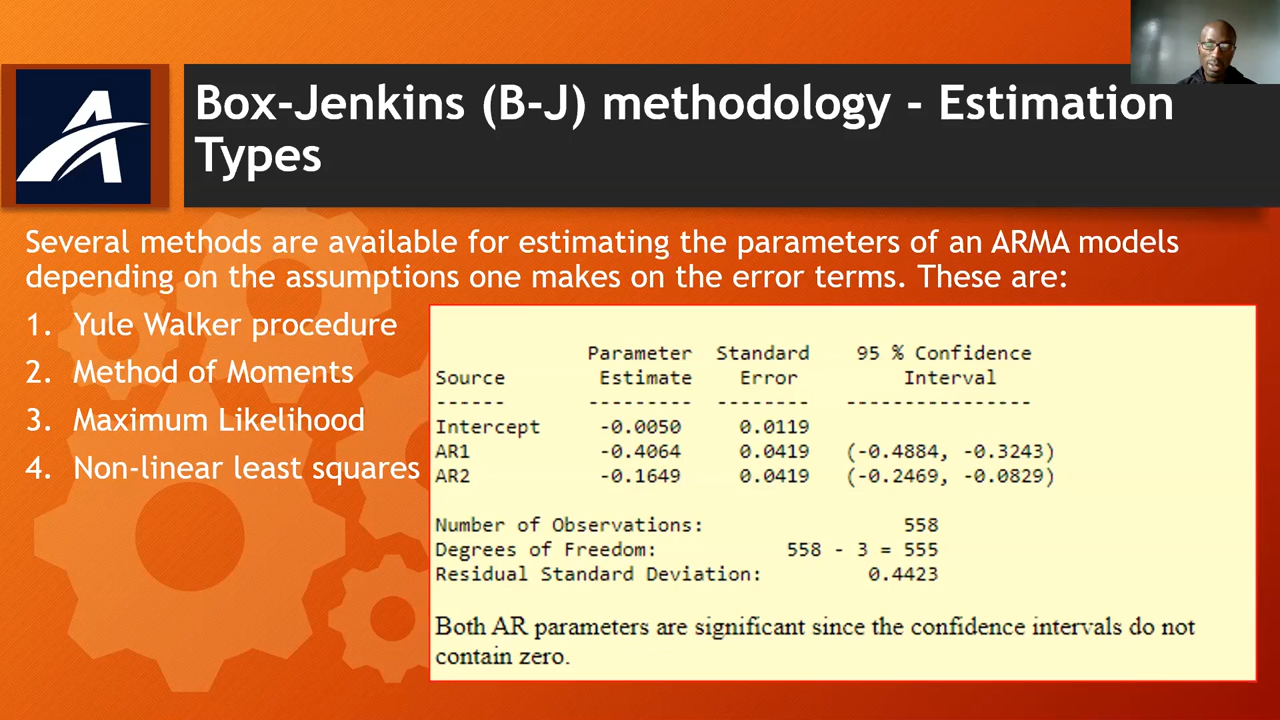 Box-Jenkins (B-J) methodology - Estimation
Types
Several methods are available for estimating the parameters of an ARMA models
depending on the assumptions one makes on the error terms. These are:
1. Yule Walker procedure
2. Method of Moments
3. Maximum Likelihood
4. Non-linear least squares
Parameter Standard 95 % Confidence
Source Estimate Error Interval
------ --------- -------- ----------------
Intercept -0.0050 0.0119
AR1 -0.4064 0.0419 (-0.4884, -0.3243)
AR2 -0.1649 0.0419 (-0.2469, -0.0829)
Number of Observations: 558
Degrees of Freedom: 558 - 3 = 555
Residual Standard Deviation: 0.4423
Both AR parameters are significant since the confidence intervals do not
contain zero.